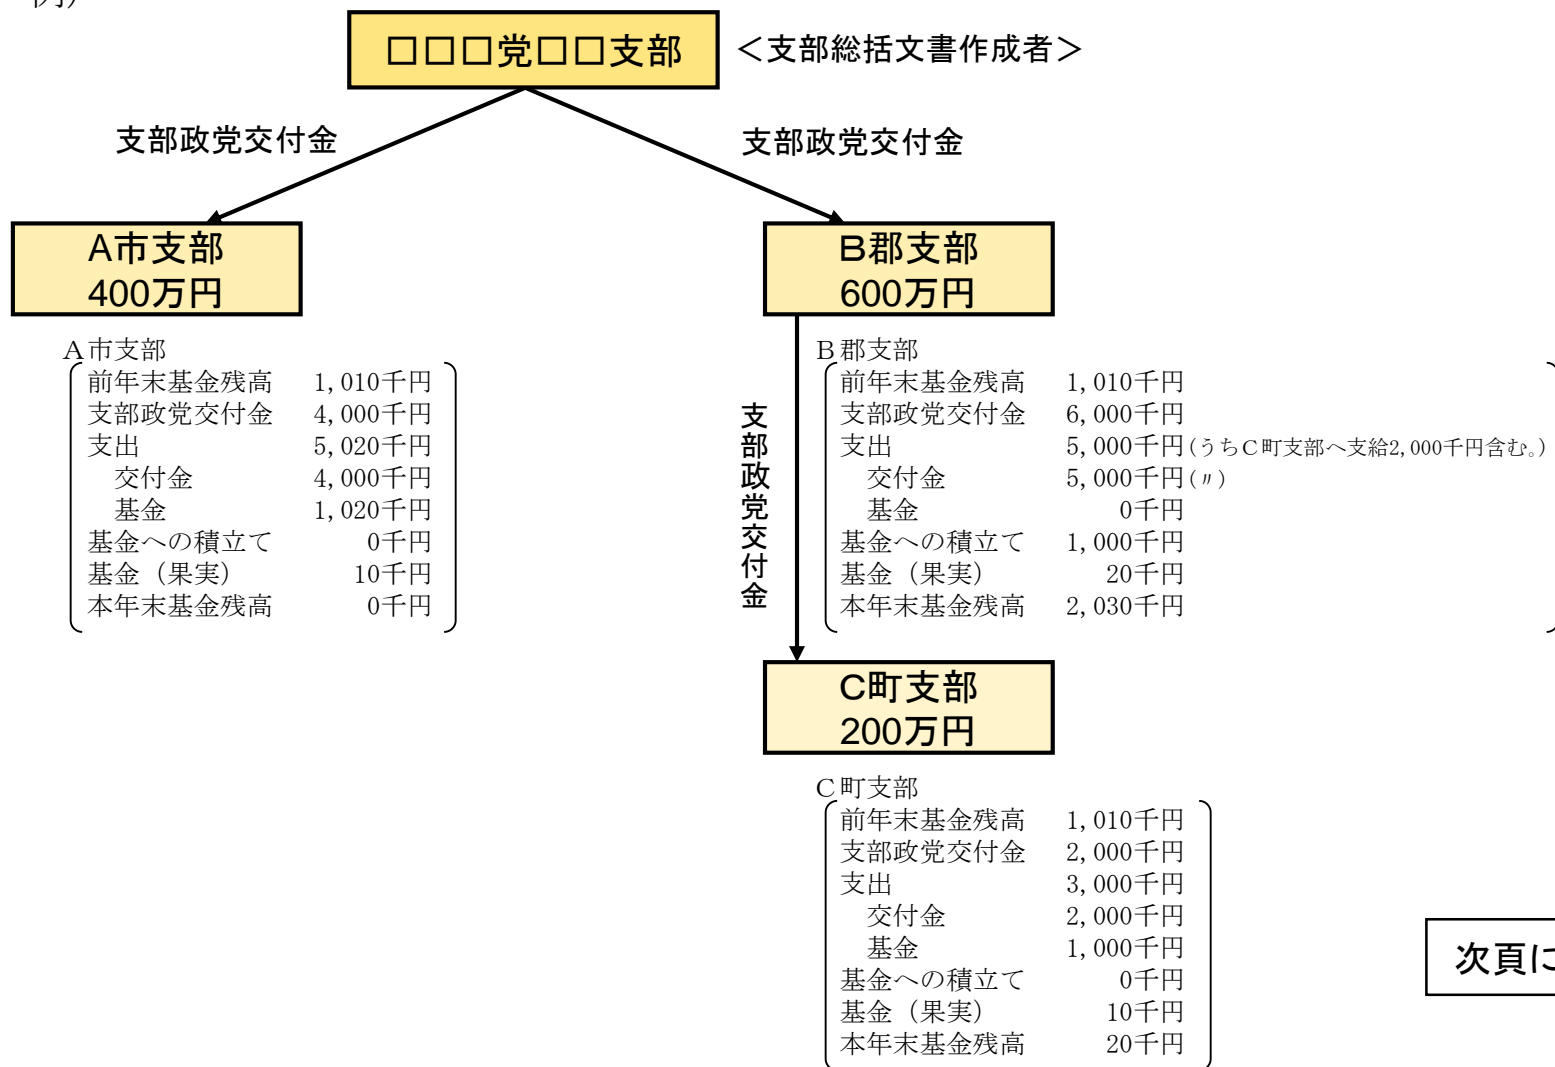 例）
□□□党□□支部
＜支部総括文書作成者＞
支部政党交付金
支部政党交付金
A市支部
400万円
Ｂ郡支部
600万円
Ａ市支部
前年末基金残高 1,010千円
支部政党交付金 4,000千円
支出 5,020千円
交付金 4,000千円
基金 1,020千円
基金への積立て 0千円
基金（果実） 10千円
本年末基金残高 0千円
支部政党交付金
Ｂ郡支部
前年末基金残高 1,010千円
支部政党交付金 6,000千円
支出 5,000千円(うちＣ町支部へ支給2,000千円含む。)
交付金 5,000千円(〃)
基金 0千円
基金への積立て 1,000千円
基金（果実） 20千円
本年末基金残高 2,030千円
C町支部
200万円
Ｃ町支部
前年末基金残高 1,010千円
支部政党交付金 2,000千円
支出 3,000千円
交付金 2,000千円
基金 1,000千円
基金への積立て 0千円
基金（果実） 10千円
本年末基金残高 20千円
次頁に